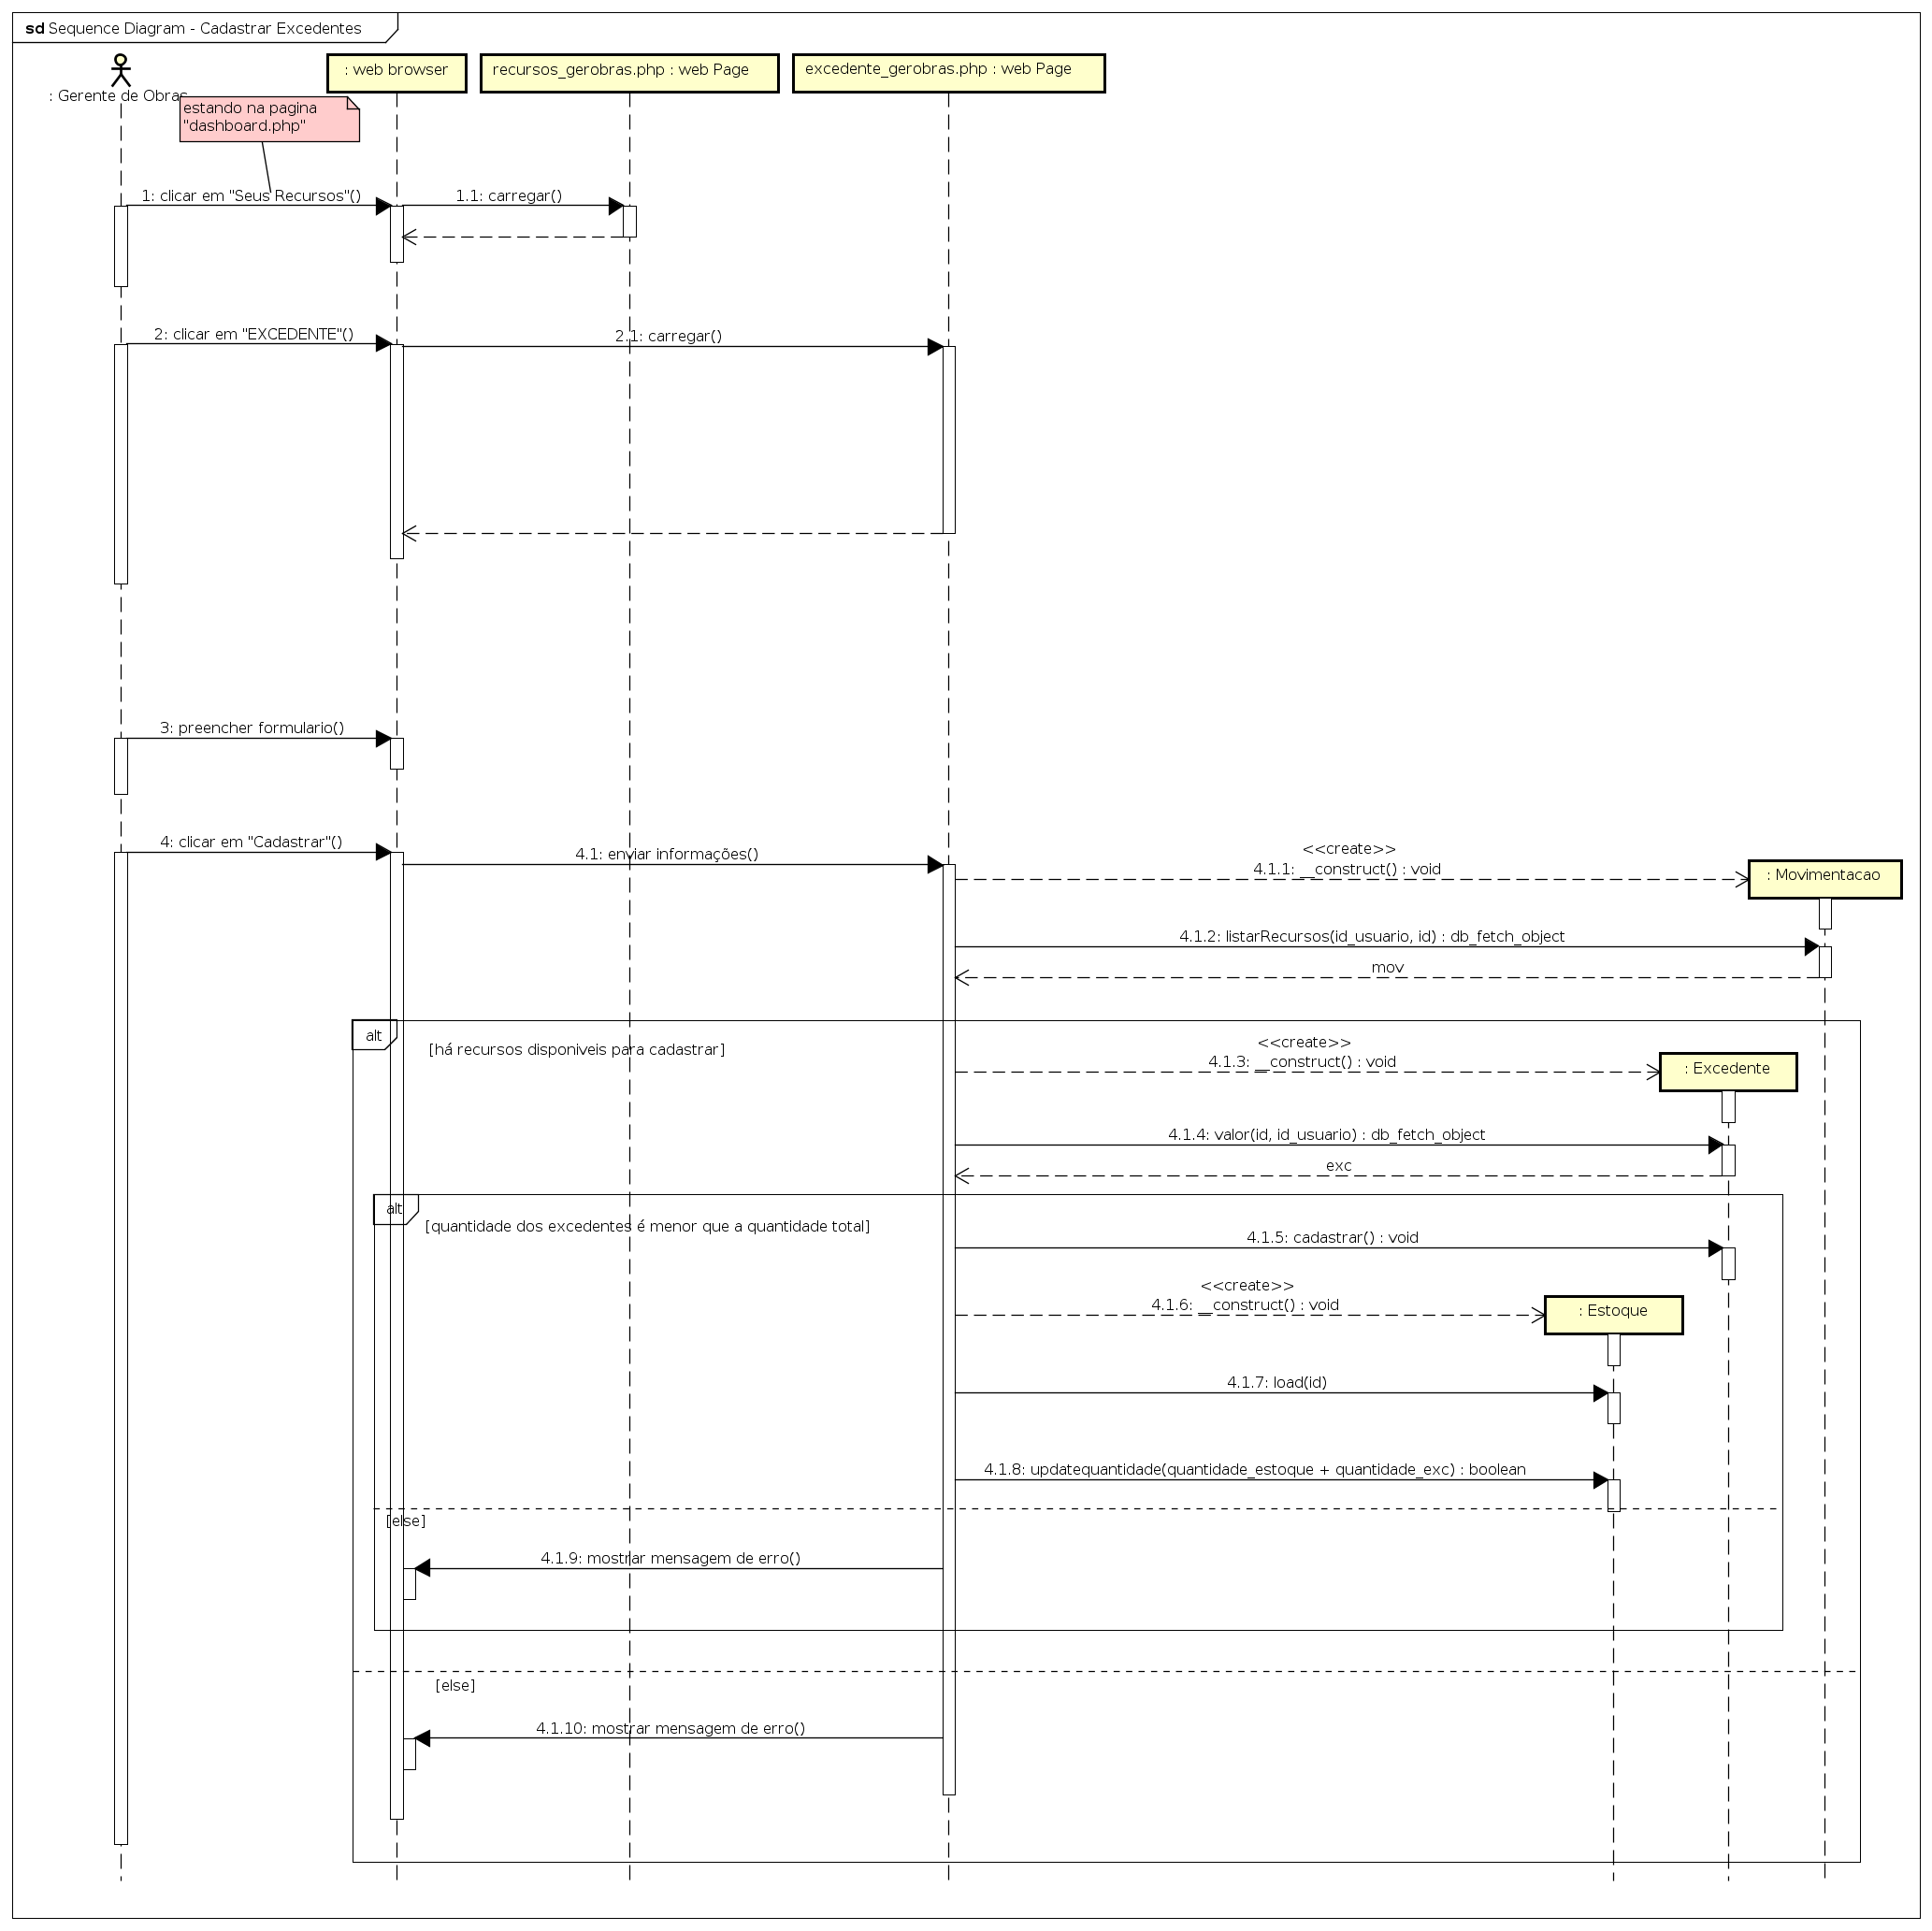 sd Sequence Diagram - Cadastrar Excedentes
: Gerente de Obras
: web browser
recursos_gerobras.php : web Page
excedente_gerobras.php : web Page
estando na pagina
"dashboard.php"
1: clicar em "Seus Recursos"()
1.1: carregar()
2: clicar em "EXCEDENTE"()
2.1: carregar()
3: preencher formulario()
4: clicar em "Cadastrar"()
4.1: enviar informações()
<<create>>
4.1.1: __construct() : void
: Movimentacao
4.1.2: listarRecursos(id_usuario, id) : db_fetch_object
mov
alt
[há recursos disponiveis para cadastrar]
<<create>>
4.1.3: __construct() : void
: Excedente
4.1.4: valor(id, id_usuario) : db_fetch_object
exc
alt
[quantidade dos excedentes é menor que a quantidade total]
4.1.5: cadastrar() : void
<<create>>
4.1.6: __construct() : void
: Estoque
4.1.7: load(id)
4.1.8: updatequantidade(quantidade_estoque + quantidade_exc) : boolean
[else]
4.1.9: mostrar mensagem de erro()
[else]
4.1.10: mostrar mensagem de erro()